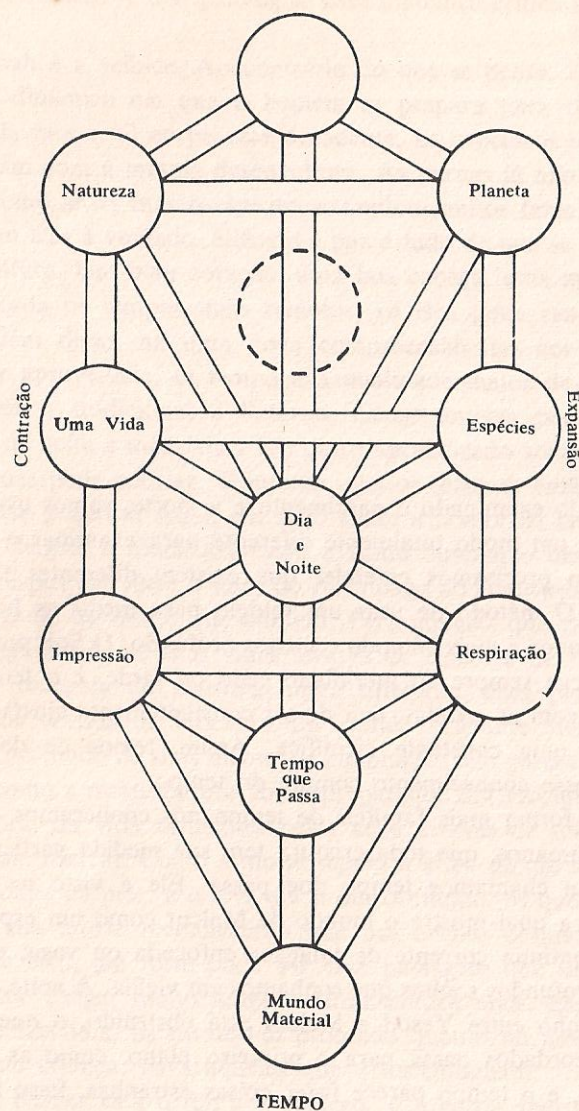 Natureza
Planeta
Contração
Expansão
Uma Vida
Espécies
Dia
e
Noite
Impressão
Respiração
Tempo
que
Passa
Mundo
Material
TEMPO